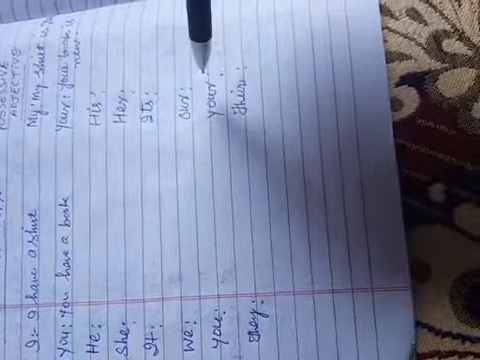 POSSESSIVE
ADJECTIVE
I:- I have a shirt My: my shirt is
You: You have a book Your: Your book is
new
He: His:
She: Her:
It: Its:
We: Our:
You: Your:
They: Their: